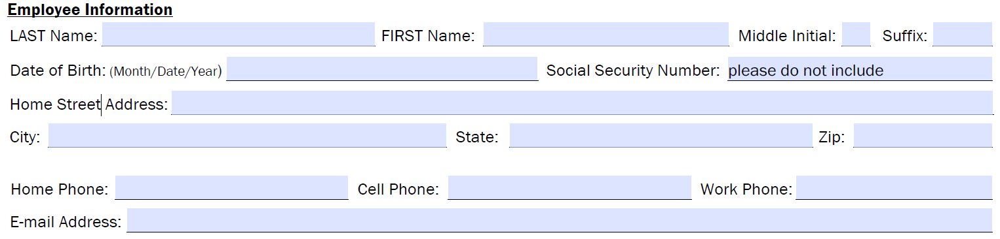 Employee Information
LAST Name: FIRST Name: Middle Initial: Suffix:
Date of Birth: (Month/Date/Year) Social Security Number: please do not include
Home Street Address:
City: State: Zip:
Home Phone: Cell Phone: Work Phone:
E-mail Address: